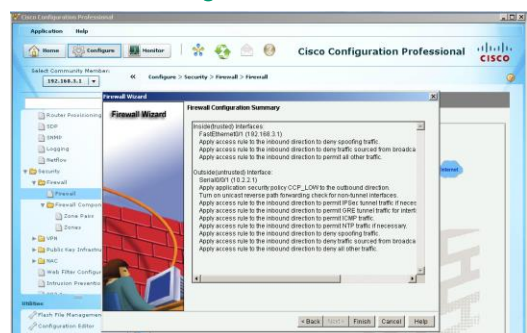 Cisco Configuration Professional
Application Help
Home Configure Monitor Cisco Configuration Professional CISCO
Select Community Member:
192.168.3.1
Configure > Security > Firewall > Firewall
Firewall Wizard
Firewall Wizard
Firewall Configuration Summary
Router Provisioning
SDP
SNMP
Logging
Netflow
Security
Firewall
Firewall
Firewall Compon
Zone Pairs
Zones
VPN
Public Key Infrastru
NAC
Web Filter Configur
Intrusion Preventio
Inside(trusted) Interfaces:
FastEthernet0/1 (192.168.3.1)
Apply access rule to the inbound direction to deny spoofing traffic.
Apply access rule to the inbound direction to deny traffic sourced from broadca
Apply access rule to the inbound direction to permit all other traffic.
Outside(untrusted) Interface:
Serial0/0/1 (10.2.2.1)
Apply application security policy CCP_LOW to the outbound direction.
Turn on unicast reverse path forwarding check for non-tunnel interfaces.
Apply access rule to the inbound direction to permit IPSec tunnel traffic if neces
Apply access rule to the inbound direction to permit GRE tunnel traffic for interfa
Apply access rule to the inbound direction to permit ICMP traffic.
Apply access rule to the inbound direction to permit NTP traffic if necessary.
Apply access rule to the inbound direction to deny spoofing traffic.
Apply access rule to the inbound direction to deny traffic sourced from broadca
Apply access rule to the inbound direction to deny all other traffic.
Internet
Utilities
Flash File Managemen
Configuration Editor
< Back Next > Finish Cancel Help